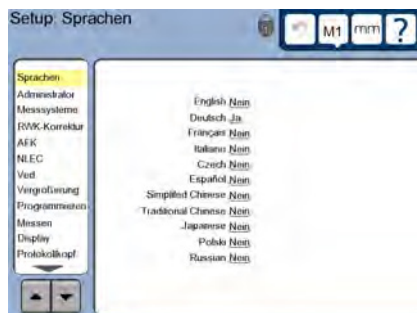 Setup: Sprachen
M1
mm
?
Sprachen
Administrator
Messsysteme
RWK-Korrektur
AFK
NLEC
Ved
Vergrößerung
Programmieren
Messen
Display
Protokollkopf
English Nein
Deutsch Ja
Français Nein
Italiano Nein
Czech Nein
Español Nein
Simplified Chinese Nein
Traditional Chinese Nein
Japanese Nein
Polski Nein
Russian Nein